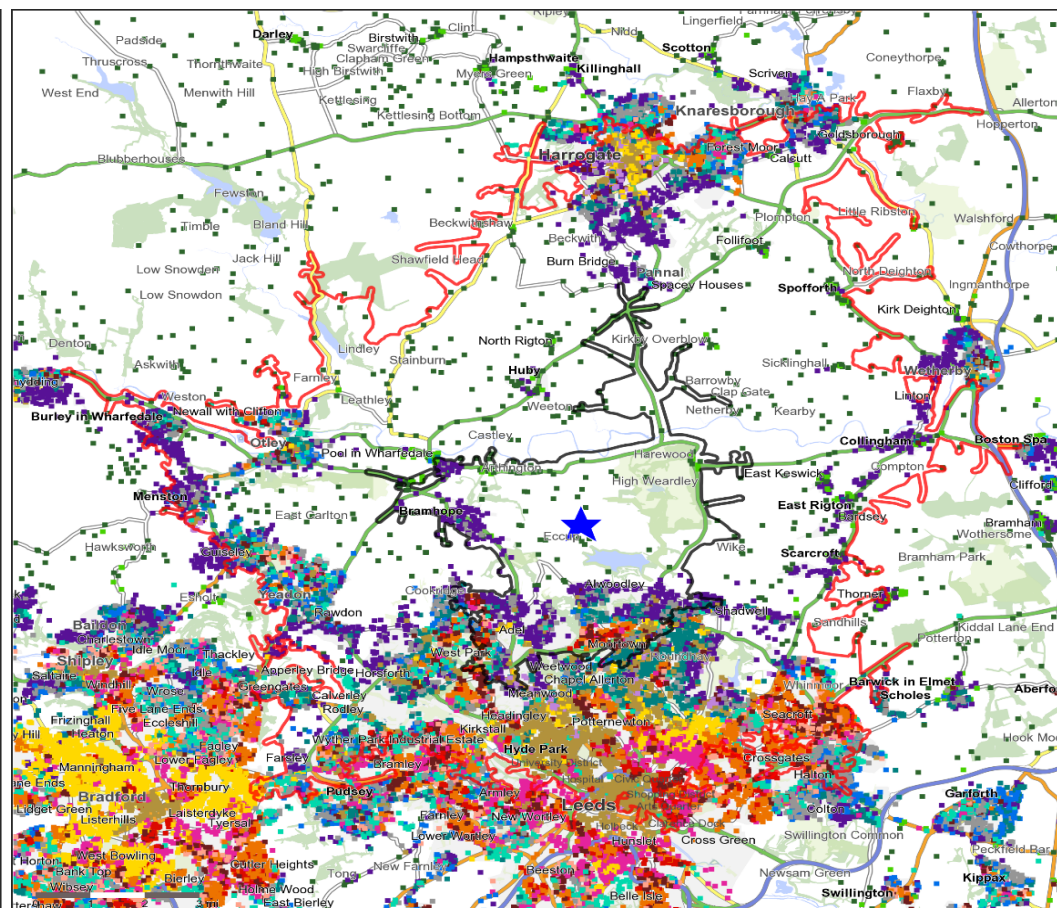 Ripley
Lingerfield
Padside
Darley
Birstwith
Clint
Nidd
Scotton
Thruscross
Thornthwaite
Swarcliffe
Clapham Green
Hampsthwaite
Killinghall
Coneythorpe
High Birstwith
Myers Green
Scriven
West End
Menwith Hill
Kettlesing
Hay A Park
Flaxby
Allerton
Kettlesing Bottom
Knaresborough
Hopperton
Goldsborough
Forest Moor
Blubberhouses
Harrogate
Calcutt
Fewston
Little Ribston
Timble
Bland Hill
Beckwithshaw
Plompton
Walshford
Beckwith
Follifoot
Cowthorpe
Jack Hill
Shawfield Head
Burn Bridge
Low Snowden
Pannal
North Deighton
Spacey Houses
Spofforth
Ingmanthorpe
Low Snowdon
Kirk Deighton
Denton
North Rigton
Kirkby Overblow
Lindley
Askwith
Stainburn
Sicklinghall
Huby
Wetherby
Farnley
Barrowby
Clap Gate
Weston
Leathley
Linton
Burley in Wharfedale
Newall with Clifton
Weeton
Netherby
Kearby
Castley
Collingham
Boston Spa
Otley
Pool in Wharfedale
Harewood
Arthington
Compton
East Keswick
High Weardley
Clifford
Menston
East Rigton
East Carlton
Bramhope
Bardsey
Bramham
Wothersome
Hawksworth
Wike
Guiseley
Scarcroft
Bramham Park
Alwoodley
Esholt
Yeadon
Cookridge
Thorner
Rawdon
Shadwell
Baildon
Adel
Sandhills
Kiddal Lane End
Charlestown
Potterton
Idle Moor
Thackley
West Park
Moortown
Shipley
Roundhay
Saltaire
Idle
Apperley Bridge
Horsforth
Weetwood
Windhill
Wrose
Greengates
Chapel Allerton
Whinmoor
Barwick in Elmet
Scholes
Aberfo
Calverley
Meanwood
Five Lane Ends
Rodley
Headingley
Seacroft
Frizinghall
Eccleshill
Kirkstall
Potternewton
Heaton
Fagley
Wyther Park Industrial Estate
Hook Mo
Lower Fagley
Farsley
Hyde Park
Crossgates
Manningham
Bramley
University District
Halton
Thornbury
Bradford
Pudsey
Armley
Leeds
Garforth
Lidget Green
Laisterdyke
Colton
Listerhills
Tyersal
Farnley
New Wortley
Lower Wortley
Holbeck
Hunslet
Cross Green
Swillington Common
Peckfield Bar
West Bowling
Cutler Heights
New Farnley
Beeston
Bank Top
Bierley
Tong
Newsam Green
Kippax
Wibsey
Holme Wood
East Bierley
Belle Isle
Swillington